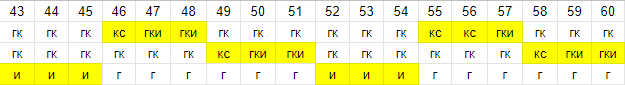 43 44 45 46 47 48 49 50 51 52 53 54 55 56 57 58 59 60
гк гк гк кс гки гки гк гк гк гк гк гк кс кс гки гк гк гк
гк гк гк гк гк гк кс гки гки гк гк гк гк гк гк кс гки гки
и и и г г г г г г и и и г г г г г г